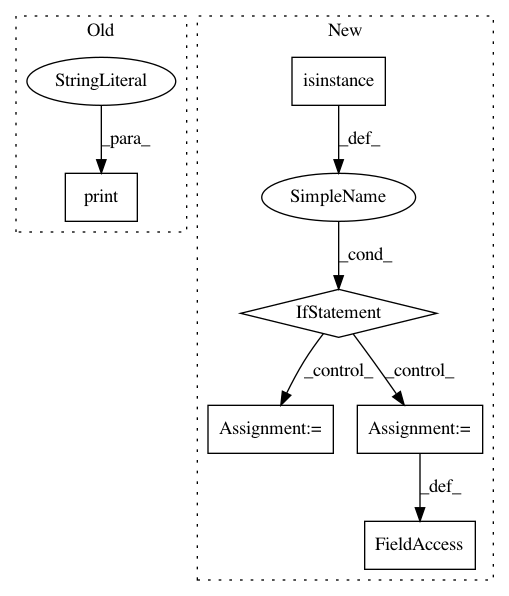 Old
New
StringLiteral
isinstance
_para_
_def_
print
SimpleName
_cond_
IfStatement
_control_
_control_
Assignment:=
Assignment:=
_def_
FieldAccess